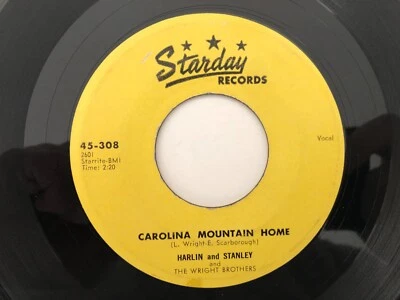 Starday
RECORDS
45-308
2601
Starrite-BMI
Time: 2:20
Vocal
CAROLINA MOUNTAIN HOME
(L. Wright-E. Scarborough)
HARLIN and STANLEY
and
THE WRIGHT BROTHERS